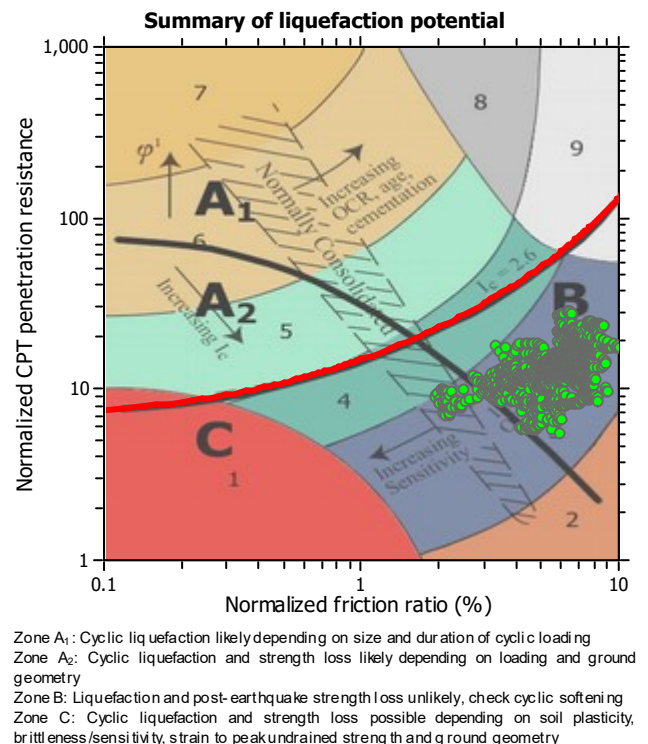 Summary of liquefaction potential
1,000
100
10
1
0.1
1
10
Normalized CPT penetration resistance
Normalized friction ratio (%)
7
8
9
φ'
A1
Increasing
OCR, age,
cementation
Normally Consolidated
6
A2
Increasing Ic
5
Ic = 2.6
B
4
C
1
Increasing
Sensitivity
2
Zone A1: Cyclic liquefaction likely depending on size and duration of cyclic loading
Zone A2: Cyclic liquefaction and strength loss likely depending on loading and ground
geometry
Zone B: Liquefaction and post-earthquake strength loss unlikely, check cyclic softening
Zone C: Cyclic liquefaction and strength loss possible depending on soil plasticity,
brittleness/sensitivity, strain to peak undrained strength and ground geometry